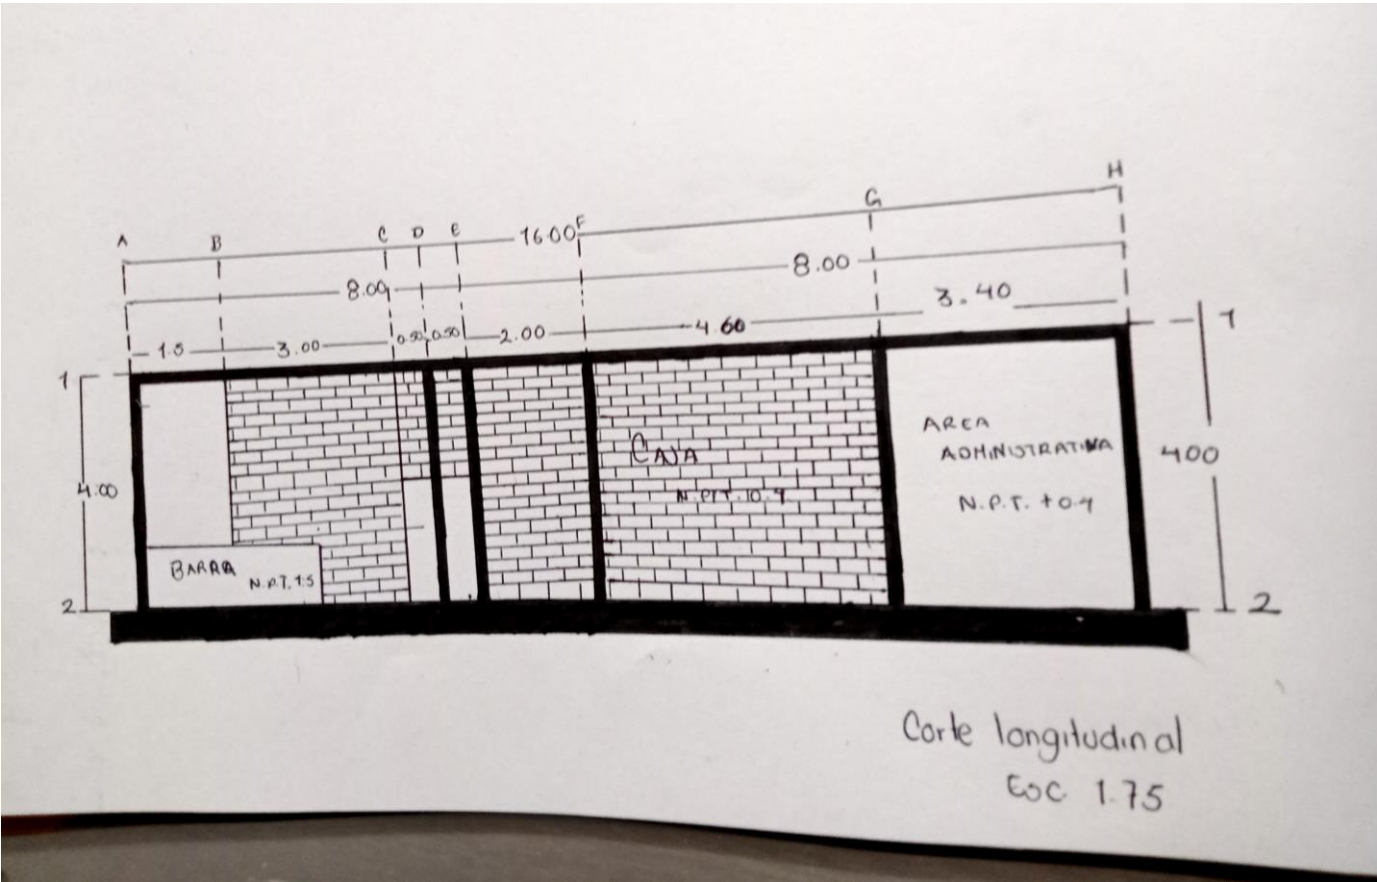 A B C D E F G H
16.00
8.00 8.00
1.5 3.00 0.50 0.50 2.00 4.60 3.40
1 1
4.00 400
2 2
BARRA
N.P.T. 1.5
CAJA
AREA
ADMINISTRATIVA
N.P.T. +0.4
Corte longitudinal
Esc 1.75